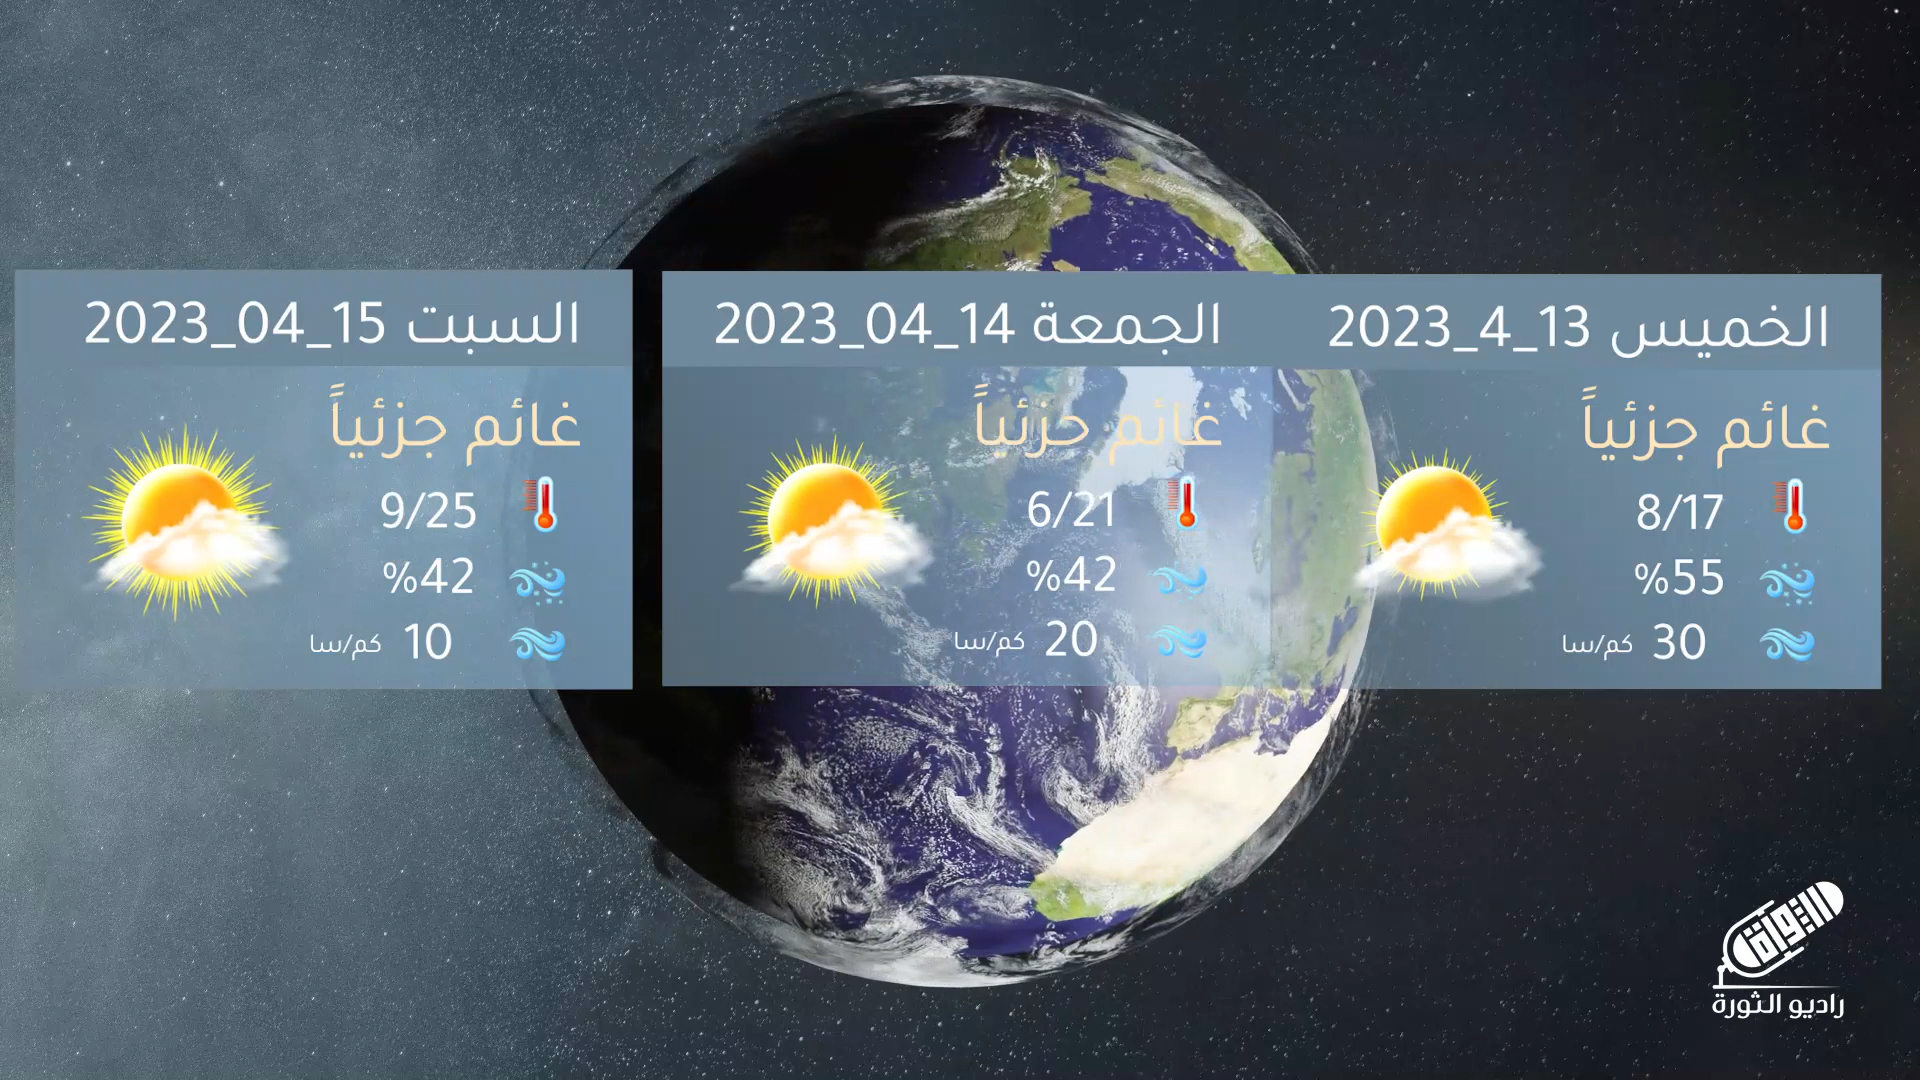 الخميس 13_4_2023
غائم جزئياً
8/17
%55
30 كم/سا
الجمعة 14_04_2023
غائم جزئياً
6/21
%42
20 كم/سا
السبت 15_04_2023
غائم جزئياً
9/25
%42
10 كم/سا
الثورة
راديو الثورة